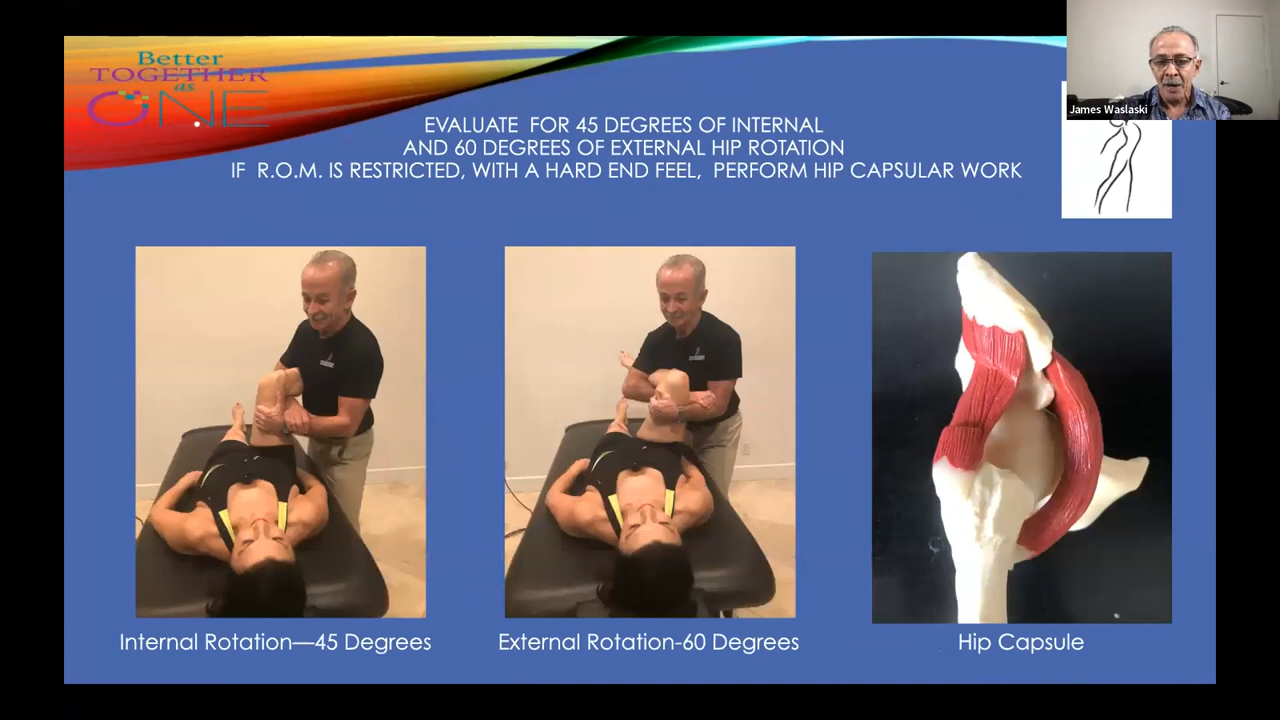 Better
TOGETHER
as
ONE
James Waslaski
EVALUATE FOR 45 DEGREES OF INTERNAL
AND 60 DEGREES OF EXTERNAL HIP ROTATION
IF R.O.M. IS RESTRICTED, WITH A HARD END FEEL, PERFORM HIP CAPSULAR WORK
Internal Rotation—45 Degrees
External Rotation-60 Degrees
Hip Capsule